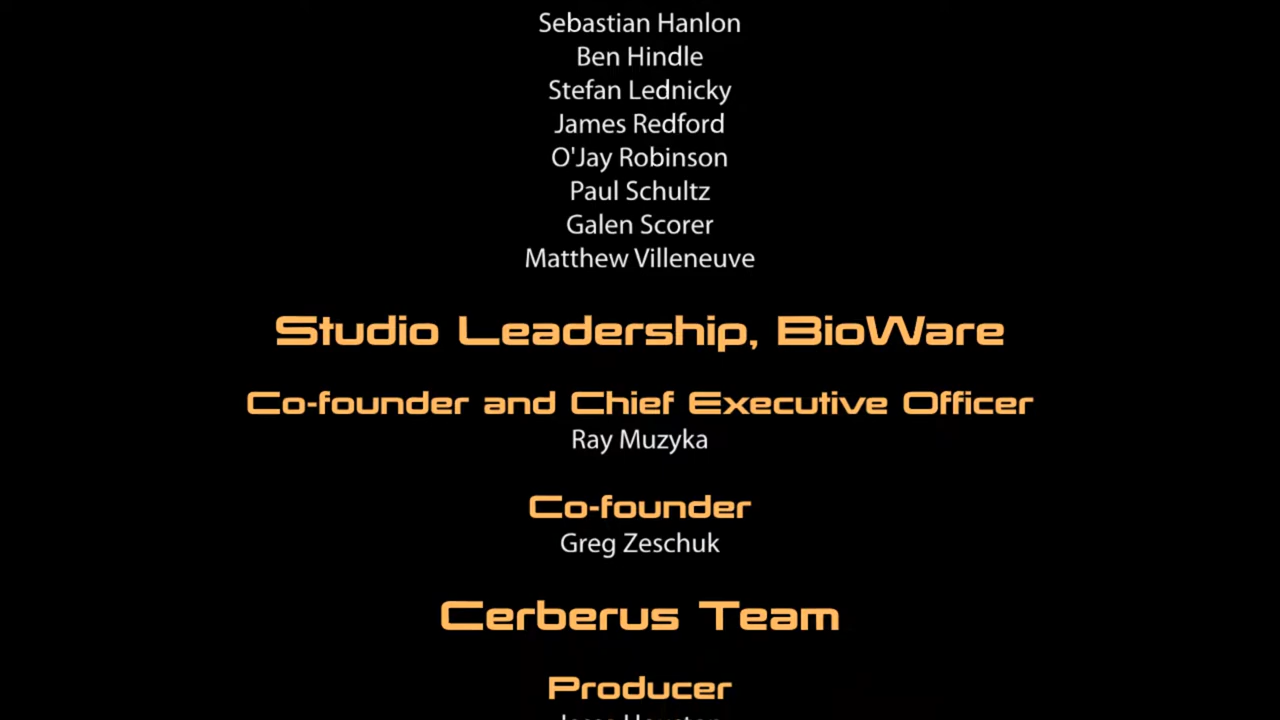 Sebastian Hanlon
Ben Hindle
Stefan Lednicky
James Redford
O'Jay Robinson
Paul Schultz
Galen Scorer
Matthew Villeneuve
Studio Leadership, BioWare
Co-founder and Chief Executive Officer
Ray Muzyka
Co-founder
Greg Zeschuk
Cerberus Team
Producer